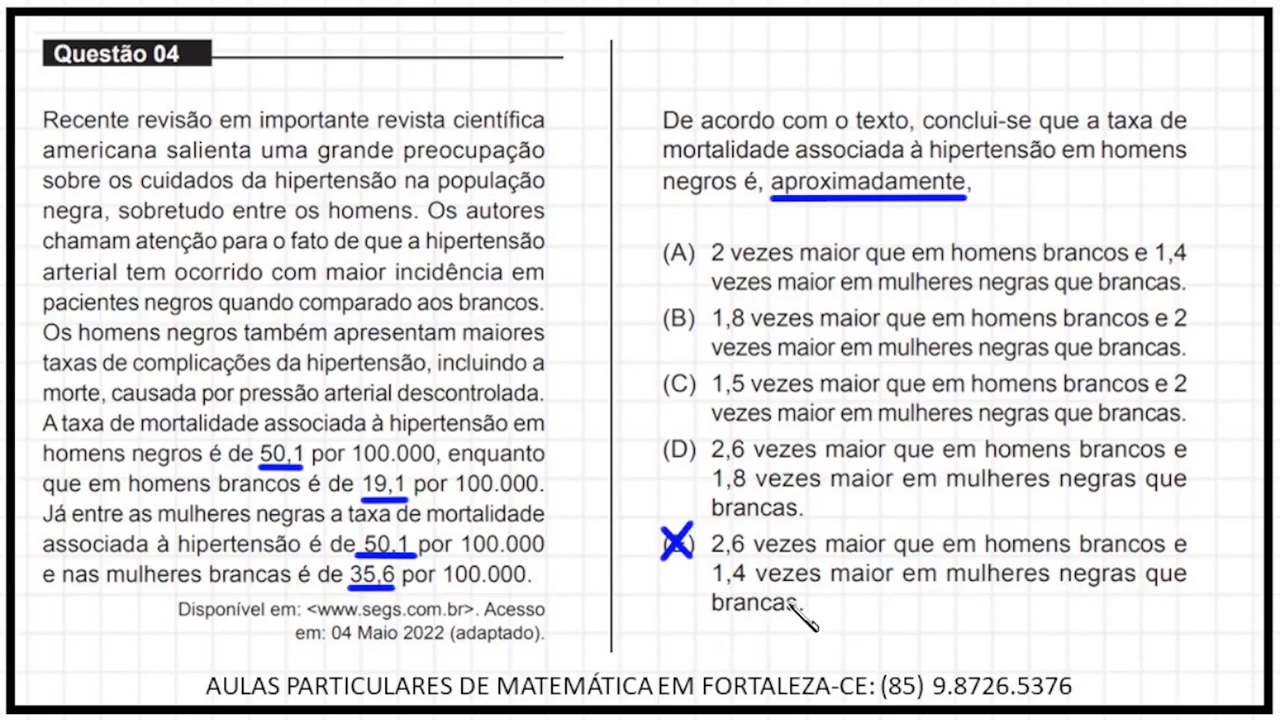 Questão 04
Recente revisão em importante revista científica
americana salienta uma grande preocupação
sobre os cuidados da hipertensão na população
negra, sobretudo entre os homens. Os autores
chamam atenção para o fato de que a hipertensão
arterial tem ocorrido com maior incidência em
pacientes negros quando comparado aos brancos.
Os homens negros também apresentam maiores
taxas de complicações da hipertensão, incluindo a
morte, causada por pressão arterial descontrolada.
A taxa de mortalidade associada à hipertensão em
homens negros é de 50,1 por 100.000, enquanto
que em homens brancos é de 19,1 por 100.000.
Já entre as mulheres negras a taxa de mortalidade
associada à hipertensão é de 50,1 por 100.000
e nas mulheres brancas é de 35,6 por 100.000.
Disponível em: <www.segs.com.br>. Acesso
em: 04 Maio 2022 (adaptado).
De acordo com o texto, conclui-se que a taxa de
mortalidade associada à hipertensão em homens
negros é, aproximadamente,
(A) 2 vezes maior que em homens brancos e 1,4
vezes maior em mulheres negras que brancas.
(B) 1,8 vezes maior que em homens brancos e 2
vezes maior em mulheres negras que brancas.
(C) 1,5 vezes maior que em homens brancos e 2
vezes maior em mulheres negras que brancas.
(D) 2,6 vezes maior que em homens brancos e
1,8 vezes maior em mulheres negras que
brancas.
2,6 vezes maior que em homens brancos e
1,4 vezes maior em mulheres negras que
brancas.
AULAS PARTICULARES DE MATEMÁTICA EM FORTALEZA-CE: (85) 9.8726.5376